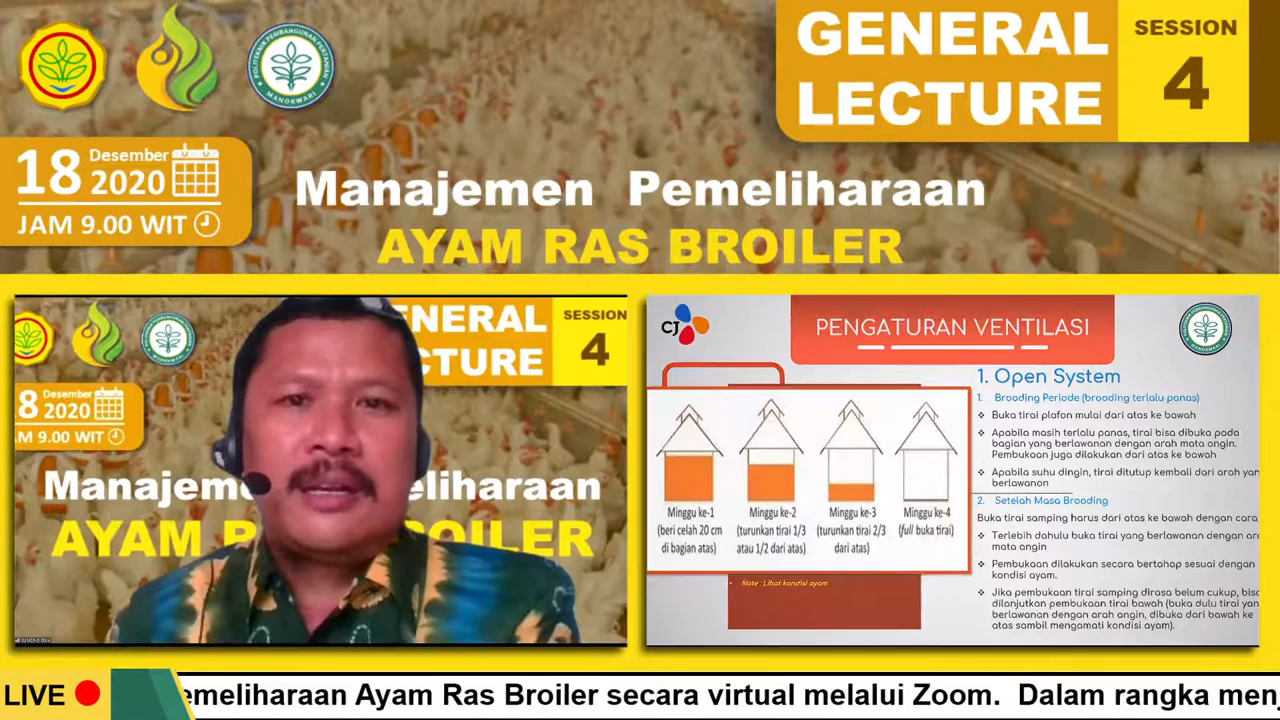 GENERAL
LECTURE
SESSION
4
POLITEKNIK PEMBANGUNAN PERTANIAN
MANOKWARI
18 Desember
2020
JAM 9.00 WIT
Manajemen Pemeliharaan
AYAM RAS BROILER
ENERAL
CTURE
SESSION
4
8 Desember
2020
M 9.00 WIT
Manajeme eliharaan
AYAM P OILER
CJ
PENGATURAN VENTILASI
MANOKWARI
1. Open System
1. Brooding Periode (brooding terlalu panas)
❖ Buka tirai plafon mulai dari atas ke bawah
❖ Apabila masih terlalu panas, tirai bisa dibuka pada
bagian yang berlawanan dengan arah mata angin.
Pembukaan juga dilakukan dari atas ke bawah
❖ Apabila suhu dingin, tirai ditutup kembali dari arah yan
berlawanan
2. Setelah Masa Brooding
Buka tirai samping harus dari atas ke bawah dengan cara
❖ Terlebih dahulu buka tirai yang berlawanan dengan ara
mata angin
❖ Pembukaan dilakukan secara bertahap sesuai dengan
kondisi ayam.
❖ Jika pembukaan tirai samping dirasa belum cukup, bisa
dilanjutkan pembukaan tirai bawah (buka dulu tirai yan
berlawanan dengan arah angin, dibuka dari bawah ke
atas sambil mengamati kondisi ayam).
Minggu ke-1
(beri celah 20 cm
di bagian atas)
Minggu ke-2
(turunkan tirai 1/3
atau 1/2 dari atas)
Minggu ke-3
(turunkan tirai 2/3
dari atas)
Minggu ke-4
(full buka tirai)
• Note : Lihat kondisi ayam
LIVE
emeliharaan Ayam Ras Broiler secara virtual melalui Zoom. Dalam rangka menj